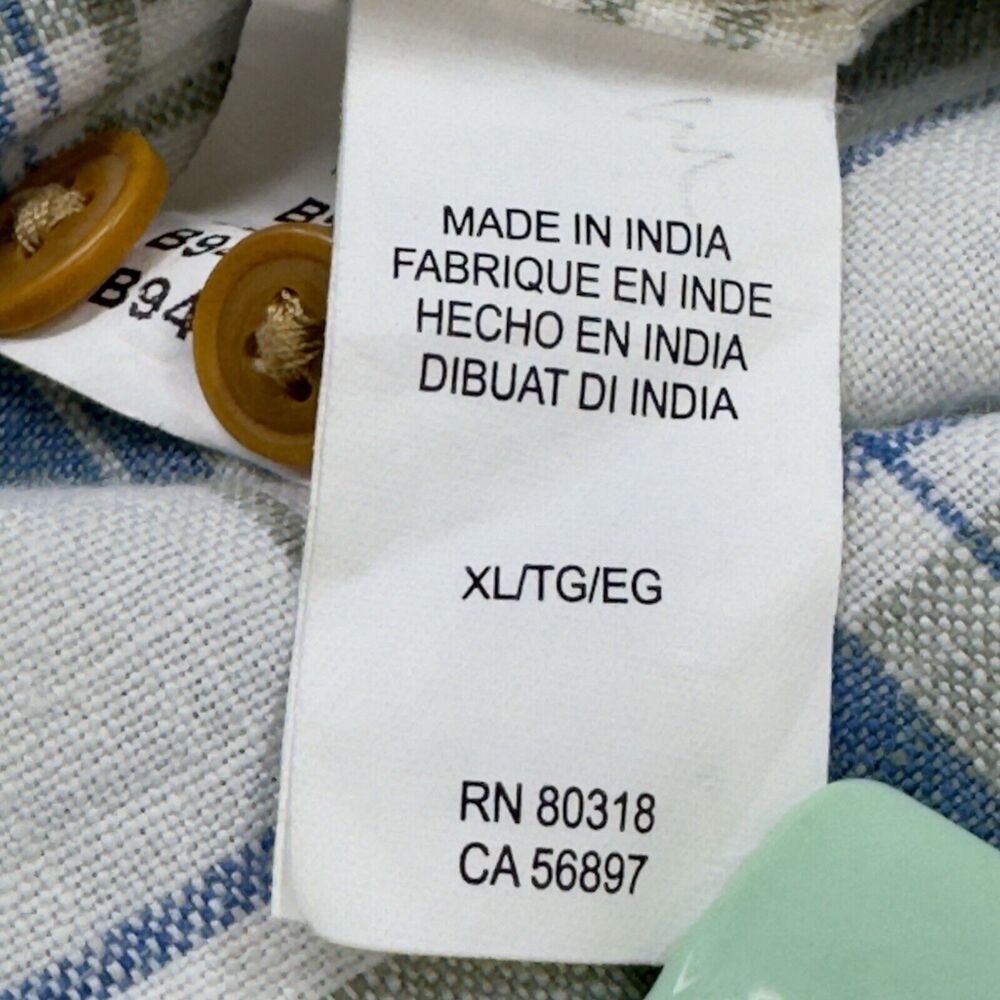 MADE IN INDIA
FABRIQUE EN INDE
HECHO EN INDIA
DIBUAT DI INDIA
XL/TG/EG
RN 80318
CA 56897